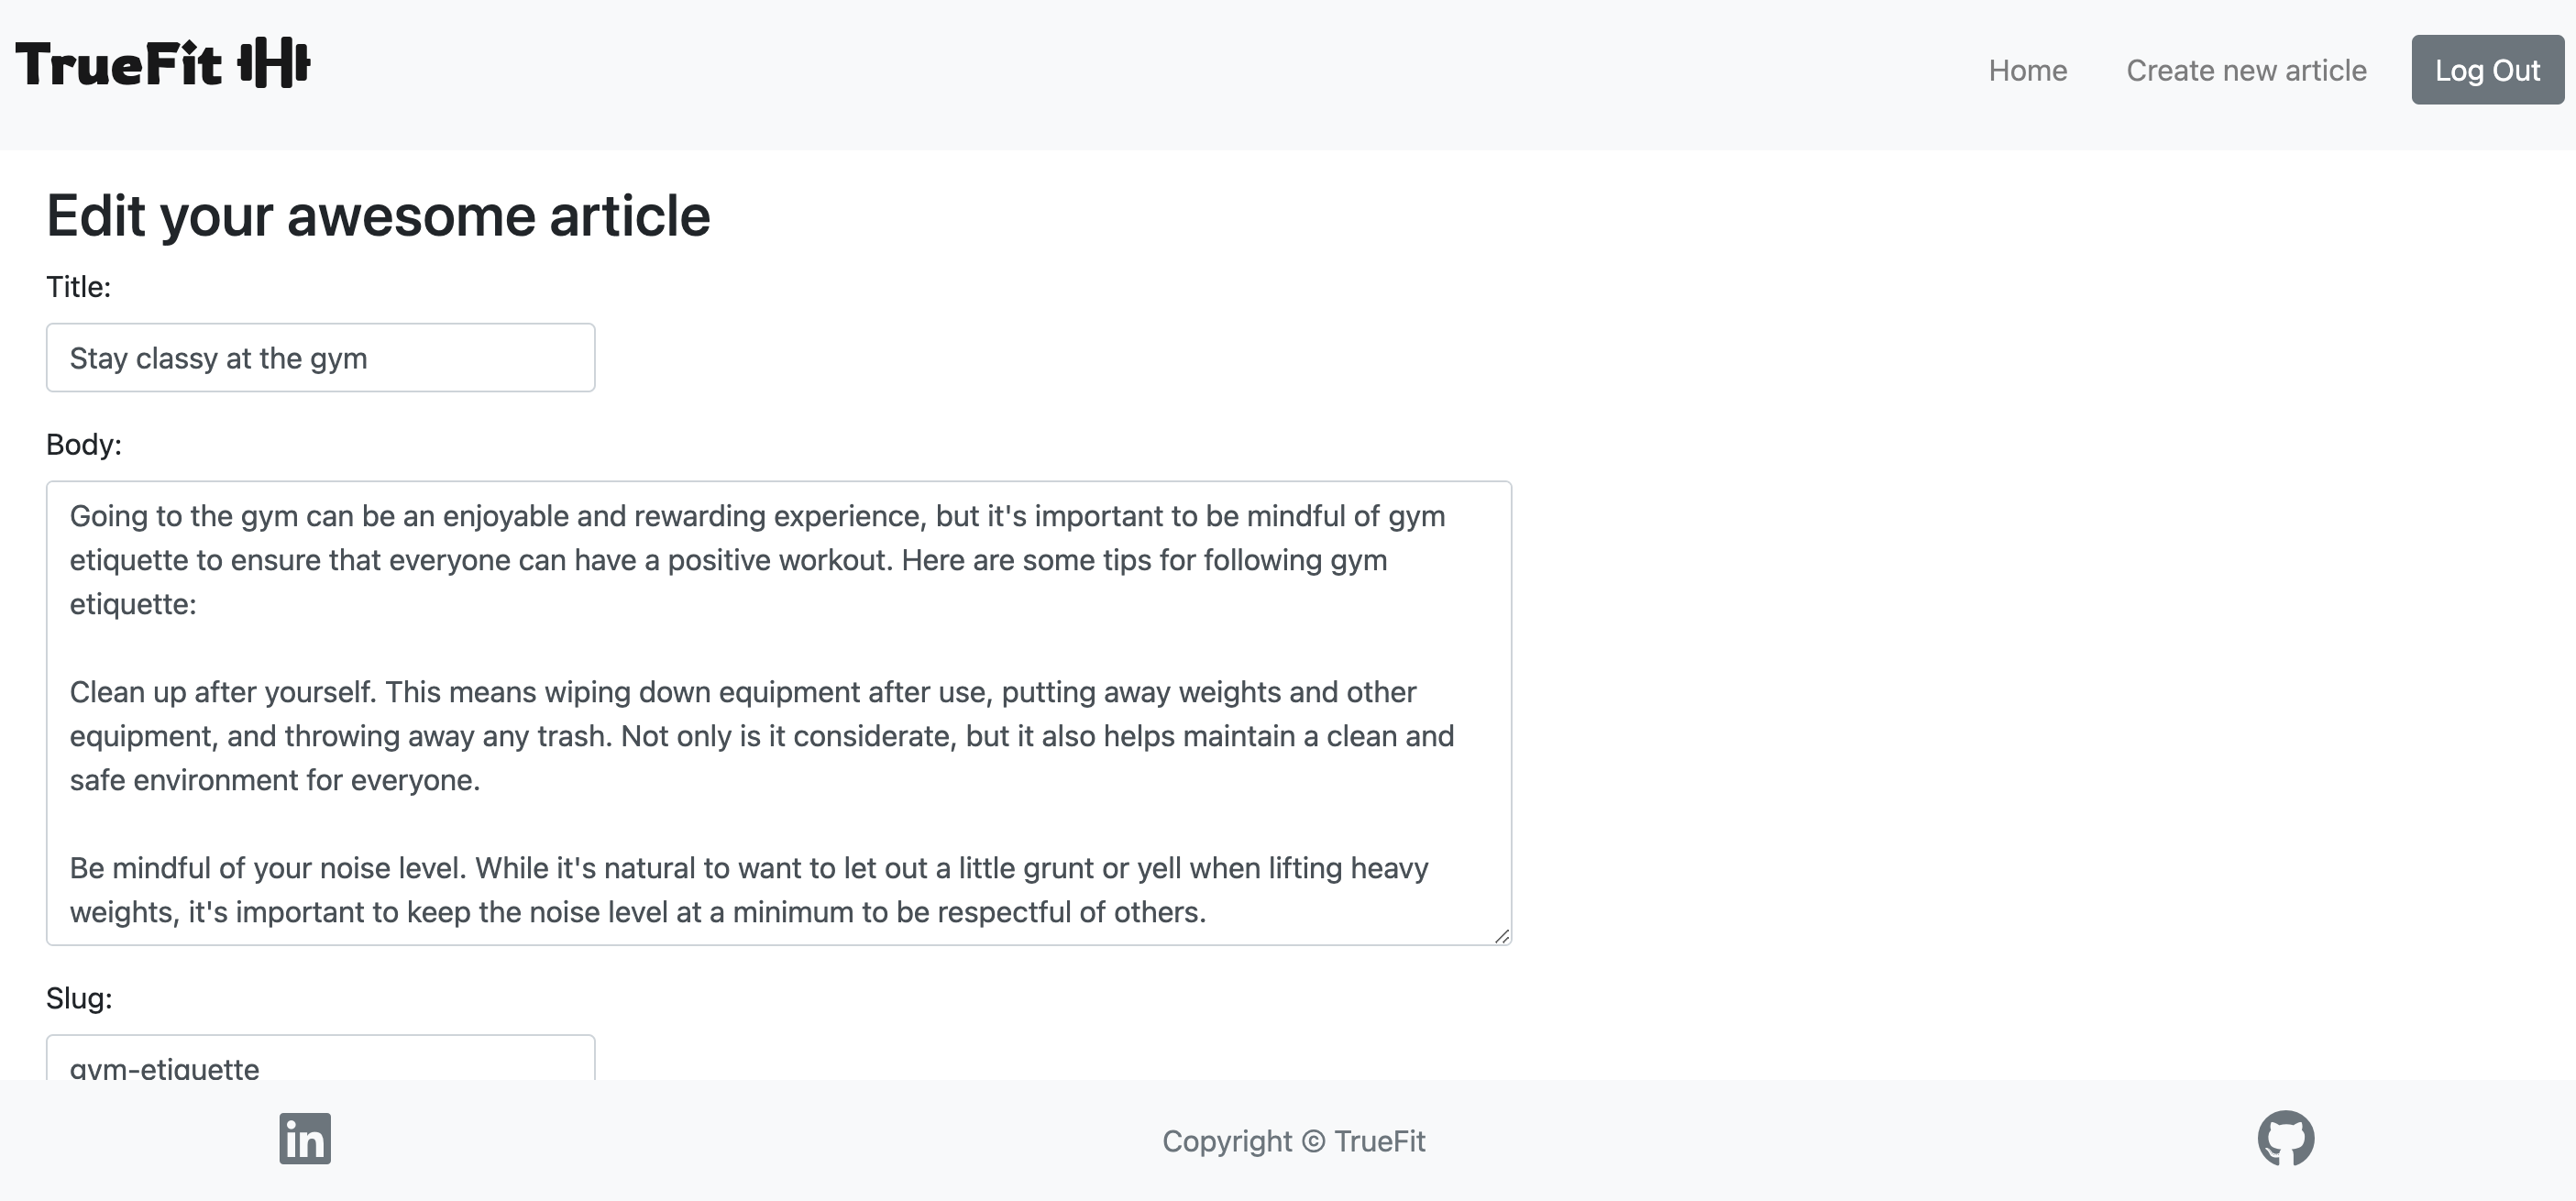 TrueFit
Home
Create new article
Log Out
Edit your awesome article
Title:
Stay classy at the gym
Body:
Going to the gym can be an enjoyable and rewarding experience, but it's important to be mindful of gym
etiquette to ensure that everyone can have a positive workout. Here are some tips for following gym
etiquette:
Clean up after yourself. This means wiping down equipment after use, putting away weights and other
equipment, and throwing away any trash. Not only is it considerate, but it also helps maintain a clean and
safe environment for everyone.
Be mindful of your noise level. While it's natural to want to let out a little grunt or yell when lifting heavy
weights, it's important to keep the noise level at a minimum to be respectful of others.
Slug:
gym-etiquette
in
Copyright © TrueFit